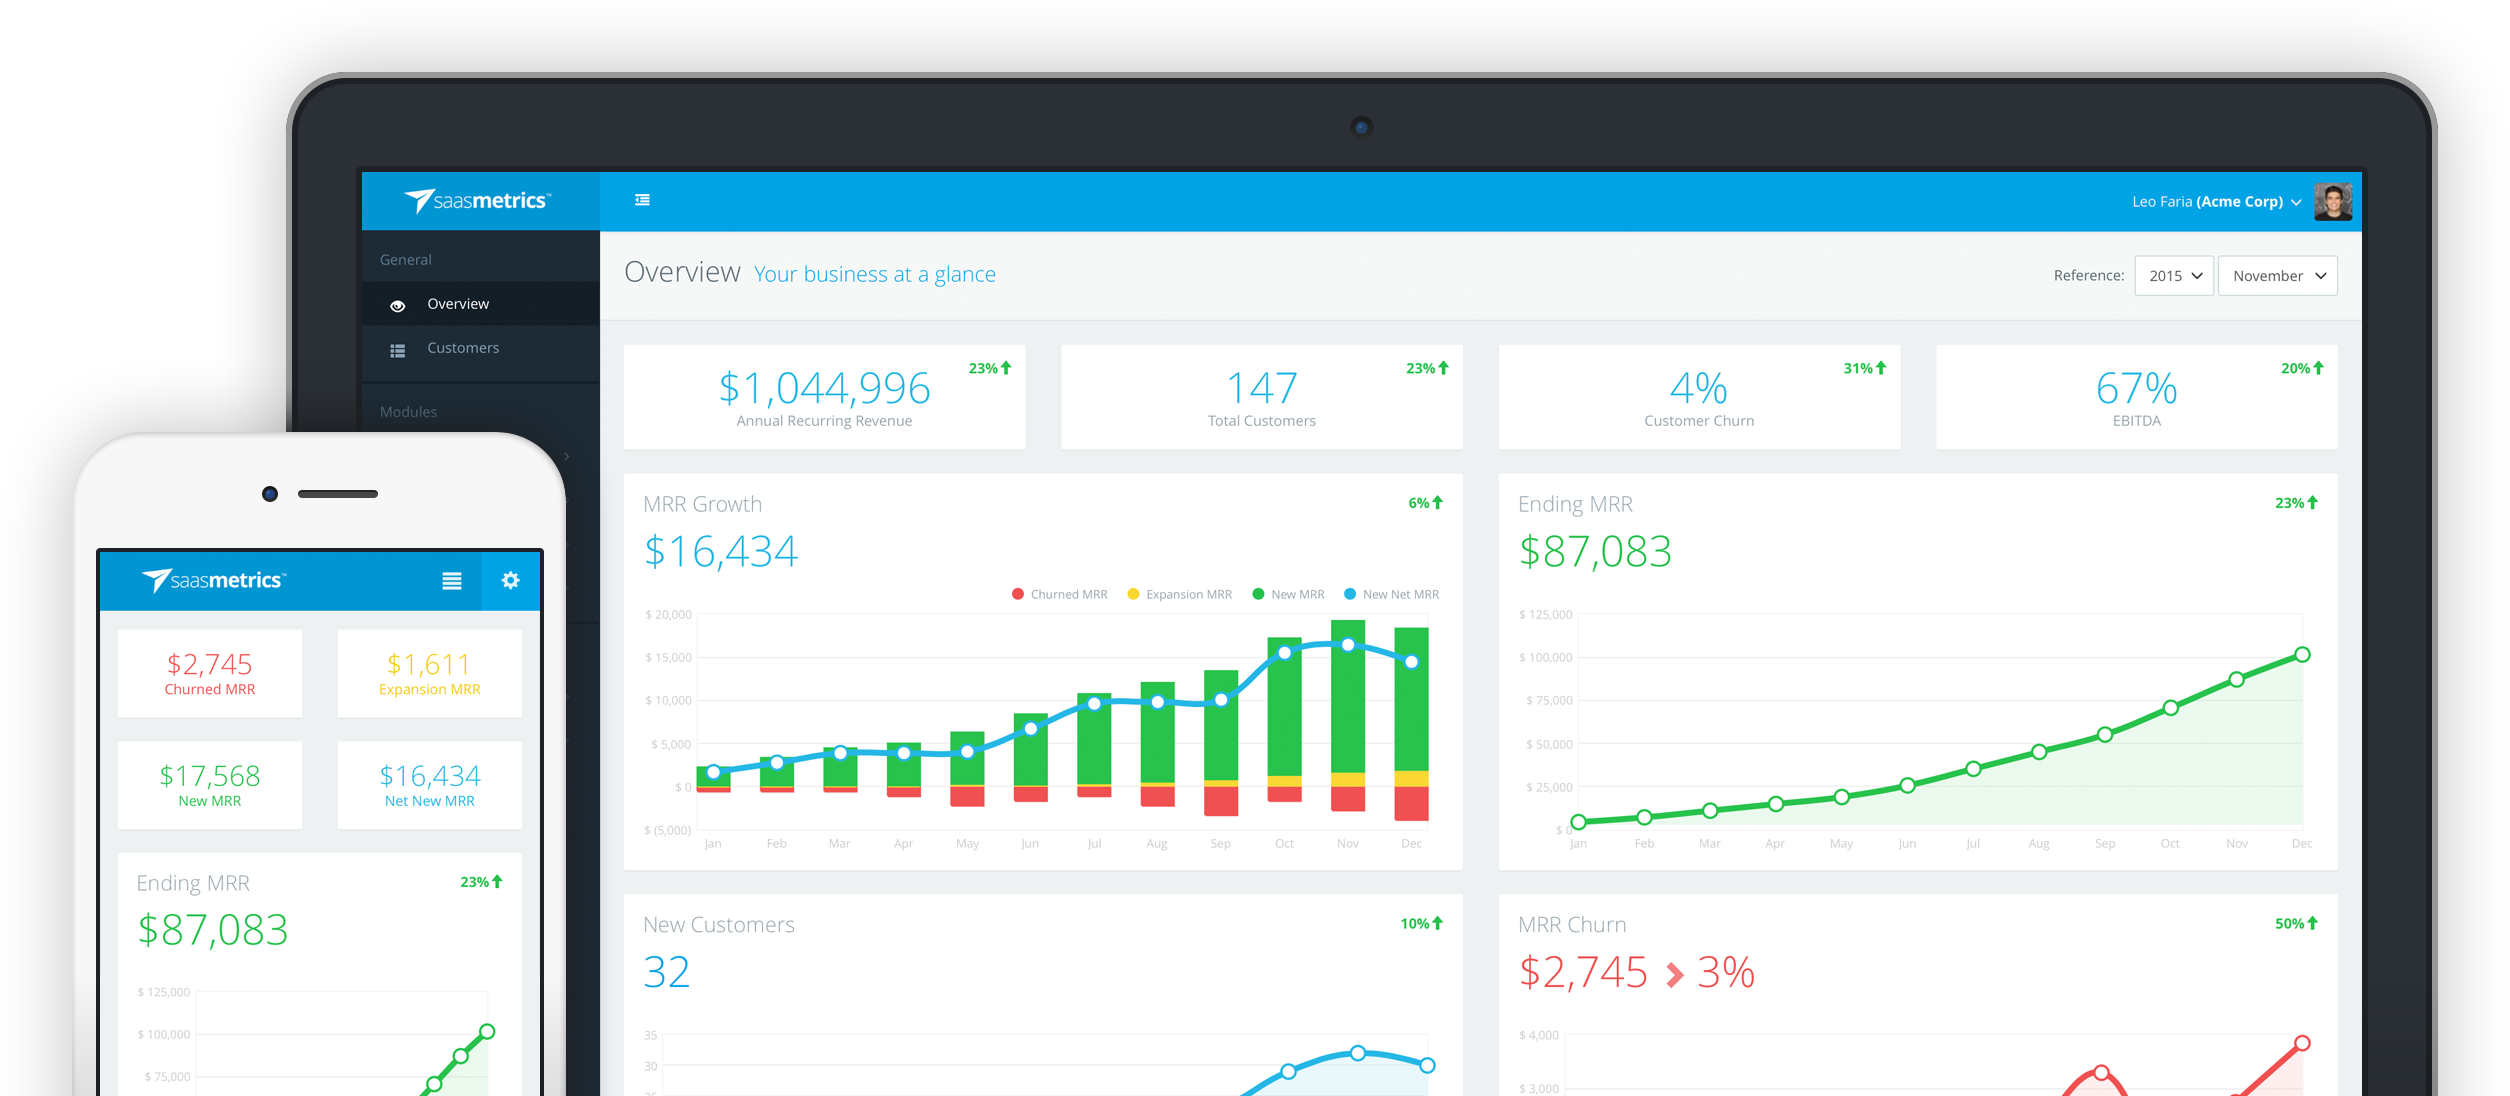 saasmetrics™
Leo Faria (Acme Corp)
General
Overview
Customers
Modules
Overview Your business at a glance
Reference: 2015 November
$1,044,996
23%
Annual Recurring Revenue
147
23%
Total Customers
4%
31%
Customer Churn
67%
20%
EBITDA
MRR Growth
6%
$16,434
Churned MRR Expansion MRR New MRR New Net MRR
$ 20,000
$ 15,000
$ 10,000
$ 5,000
$ 0
$ (5,000)
Jan Feb Mar Apr May Jun Jul Aug Sep Oct Nov Dec
Ending MRR
23%
$87,083
$ 125,000
$ 100,000
$ 75,000
$ 50,000
$ 25,000
$ 0
Jan Feb Mar Apr May Jun Jul Aug Sep Oct Nov Dec
New Customers
10%
32
35
30
MRR Churn
50%
$2,745 3%
$ 4,000
$ 3,000
saasmetrics™
$2,745
Churned MRR
$1,611
Expansion MRR
$17,568
New MRR
$16,434
Net New MRR
Ending MRR
23%
$87,083
$ 125,000
$ 100,000
$ 75,000